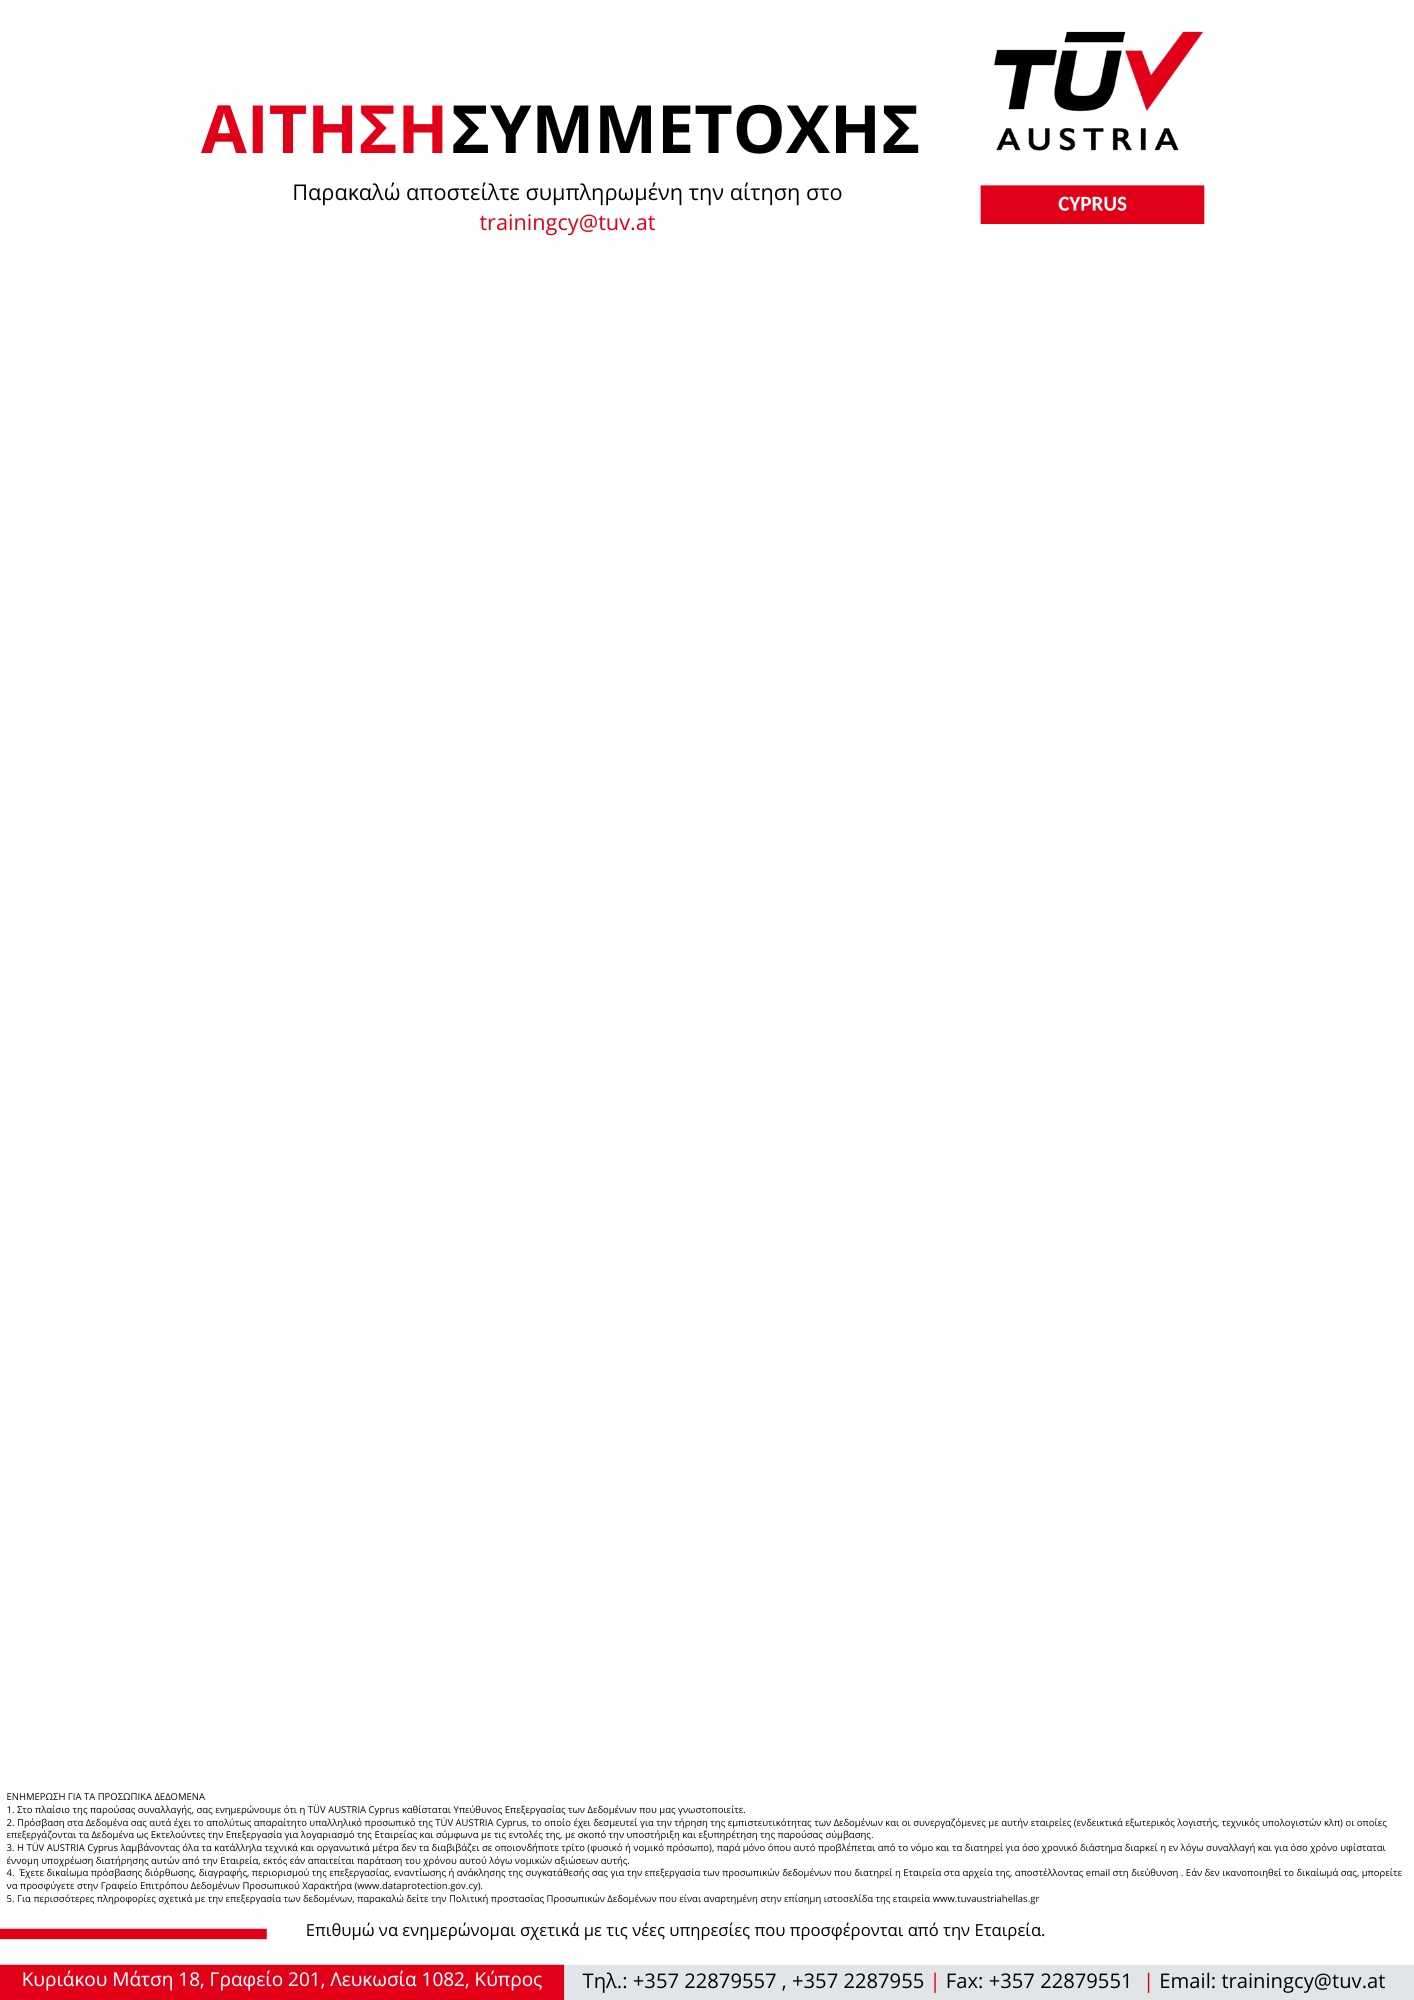 TÜV
AUSTRIA
ΑΙΤΗΣΗ ΣΥΜΜΕΤΟΧΗΣ
Παρακαλώ αποστείλτε συμπληρωμένη την αίτηση στο
trainingcy@tuv.at
CYPRUS
ΕΝΗΜΕΡΩΣΗ ΓΙΑ ΤΑ ΠΡΟΣΩΠΙΚΑ ΔΕΔΟΜΕΝΑ
1. Στο πλαίσιο της παρούσας συναλλαγής, σας ενημερώνουμε ότι η TÜV AUSTRIA Cyprus καθίσταται Υπεύθυνος Επεξεργασίας των Δεδομένων που μας γνωστοποιείτε.
2. Πρόσβαση στα Δεδομένα σας αυτά έχει το απολύτως απαραίτητο υπαλληλικό προσωπικό της TÜV AUSTRIA Cyprus, το οποίο έχει δεσμευτεί για την τήρηση της εμπιστευτικότητας των Δεδομένων και οι συνεργαζόμενες με αυτήν εταιρείες (ενδεικτικά εξωτερικός λογιστής, τεχνικός υπολογιστών κλπ) οι οποίες
επεξεργάζονται τα Δεδομένα ως Εκτελούντες την Επεξεργασία για λογαριασμό της Εταιρείας και σύμφωνα με τις εντολές της, με σκοπό την υποστήριξη και εξυπηρέτηση της παρούσας σύμβασης.
3. Η TÜV AUSTRIA Cyprus λαμβάνοντας όλα τα κατάλληλα τεχνικά και οργανωτικά μέτρα δεν τα διαβιβάζει σε οποιονδήποτε τρίτο (φυσικό ή νομικό πρόσωπο), παρά μόνο όπου αυτό προβλέπεται από το νόμο και τα διατηρεί για όσο χρονικό διάστημα διαρκεί η εν λόγω συναλλαγή και για όσο χρόνο υφίσταται
έννομη υποχρέωση διατήρησης αυτών από την Εταιρεία, εκτός εάν απαιτείται παράταση του χρόνου αυτού λόγω νομικών αξιώσεων αυτής.
4. Έχετε δικαίωμα πρόσβασης διόρθωσης, διαγραφής, περιορισμού της επεξεργασίας, εναντίωσης ή ανάκλησης της συγκατάθεσής σας για την επεξεργασία των προσωπικών δεδομένων που διατηρεί η Εταιρεία στα αρχεία της, αποστέλλοντας email στη διεύθυνση . Εάν δεν ικανοποιηθεί το δικαίωμά σας, μπορείτε
να προσφύγετε στην Γραφείο Επιτρόπου Δεδομένων Προσωπικού Χαρακτήρα (www.dataprotection.gov.cy).
5. Για περισσότερες πληροφορίες σχετικά με την επεξεργασία των δεδομένων, παρακαλώ δείτε την Πολιτική προστασίας Προσωπικών Δεδομένων που είναι αναρτημένη στην επίσημη ιστοσελίδα της εταιρεία www.tuvaustriahellas.gr
Επιθυμώ να ενημερώνομαι σχετικά με τις νέες υπηρεσίες που προσφέρονται από την Εταιρεία.
Κυριάκου Μάτση 18, Γραφείο 201, Λευκωσία 1082, Κύπρος
Τηλ.: +357 22879557 , +357 2287955 | Fax: +357 22879551 | Email: trainingcy@tuv.at